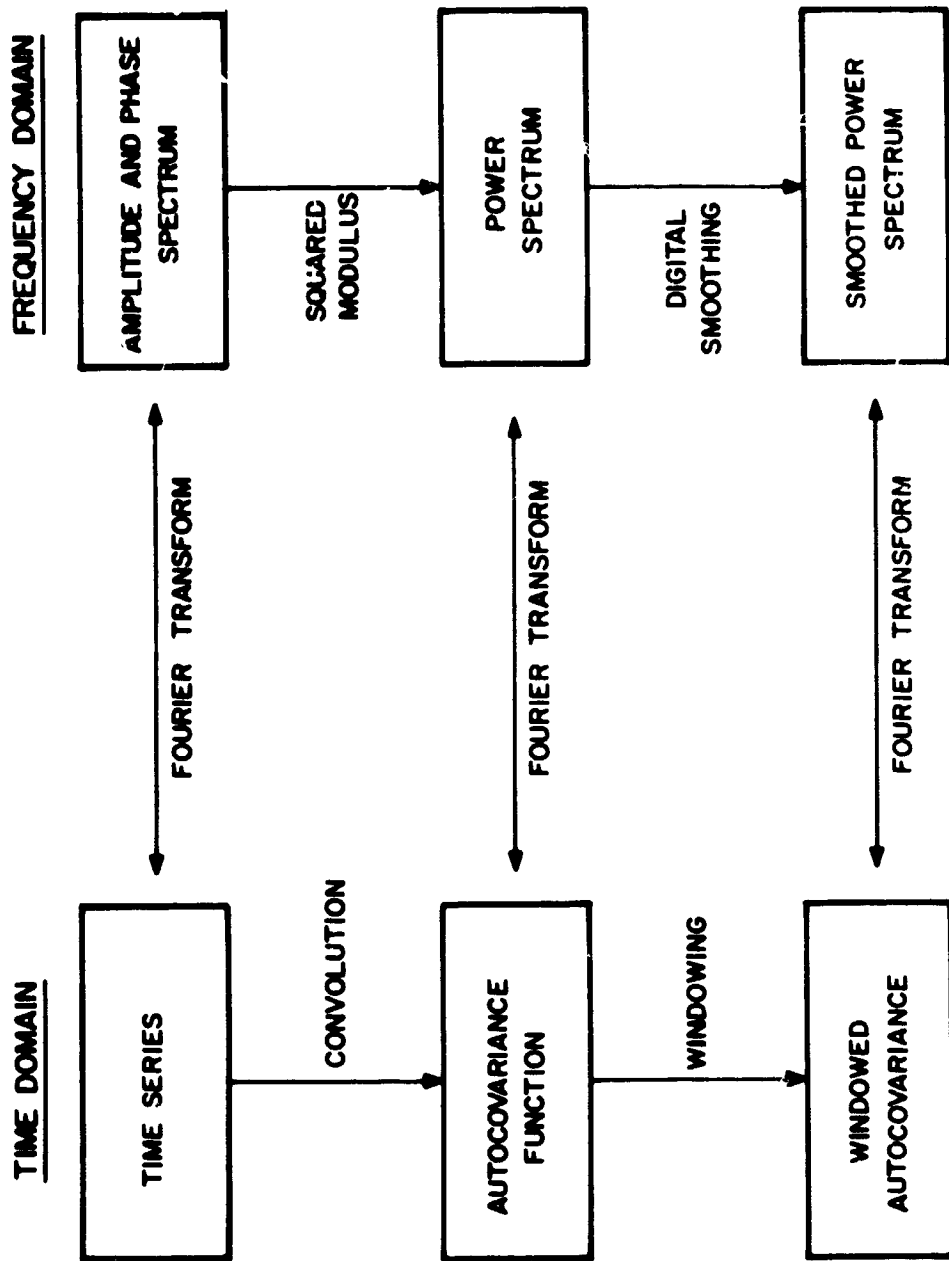 TIME DOMAIN
FREQUENCY DOMAIN
TIME SERIES
FOURIER TRANSFORM
AMPLITUDE AND PHASE
SPECTRUM
CONVOLUTION
SQUARED
MODULUS
AUTOCOVARIANCE
FUNCTION
FOURIER TRANSFORM
POWER
SPECTRUM
WINDOWING
DIGITAL
SMOOTHING
WINDOWED
AUTOCOVARIANCE
FOURIER TRANSFORM
SMOOTHED POWER
SPECTRUM